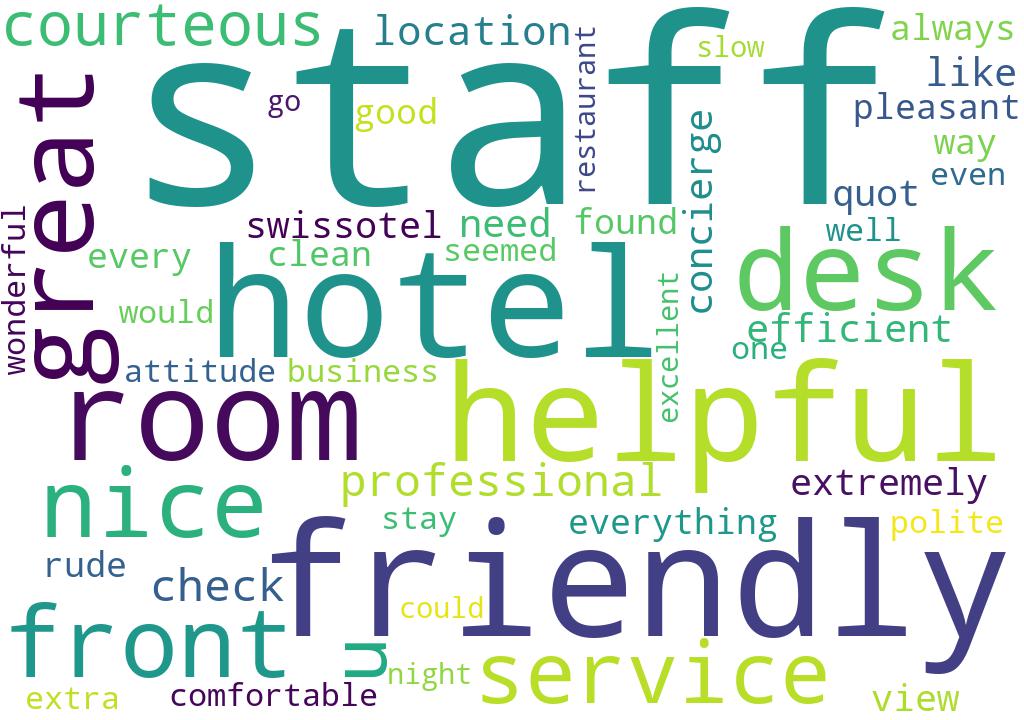 courteous
staff
location
restaurant
slow
always
like
go
good
pleasant
great
concierge
way
even
quot
swissotel
need
found
well
wonderful
every
clean
seemed
hotel
desk
would
excellent
efficient
one
attitude
business
room
helpful
nice
professional
extremely
stay
everything
polite
friendly
rude
check
could
front
n
night
service
extra
comfortable
view